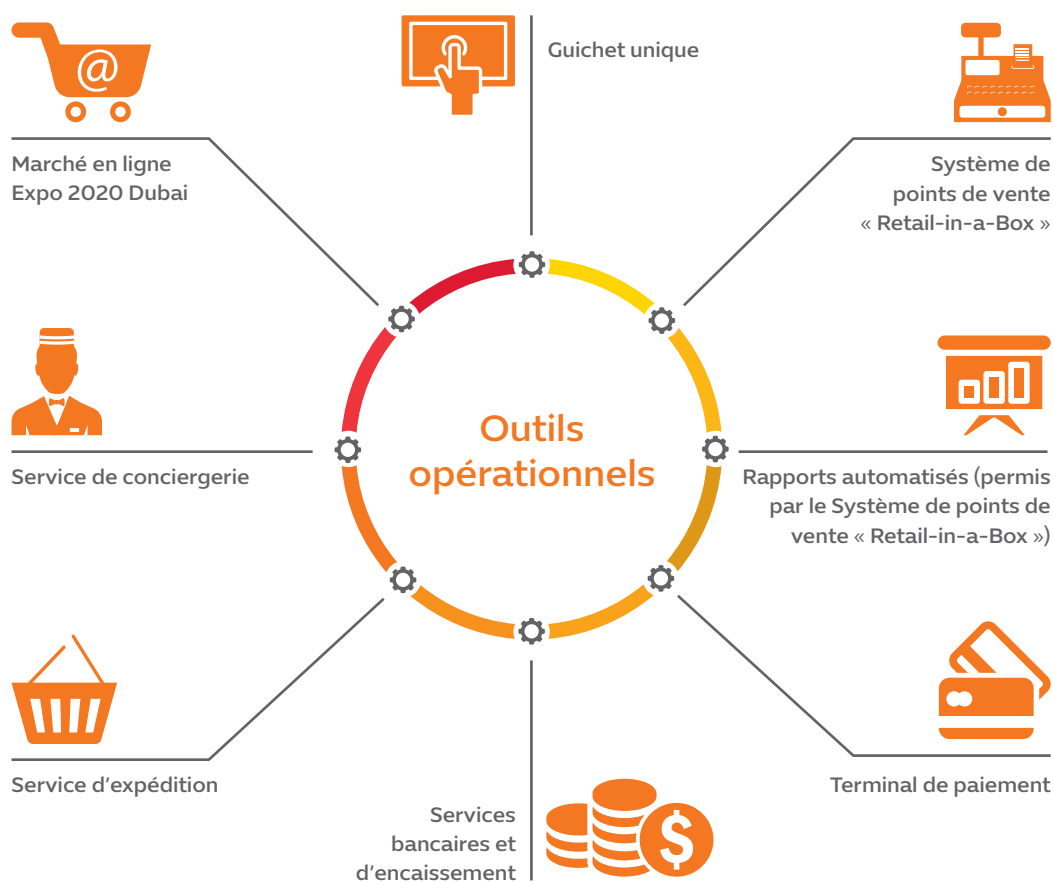 Guichet unique
@
Marché en ligne
Expo 2020 Dubai
Système de
points de vente
« Retail-in-a-Box »
Outils
opérationnels
Service de conciergerie
Rapports automatisés (permis
par le Système de points de
vente « Retail-in-a-Box »)
Service d'expédition
Terminal de paiement
Services
bancaires et
d'encaissement
$